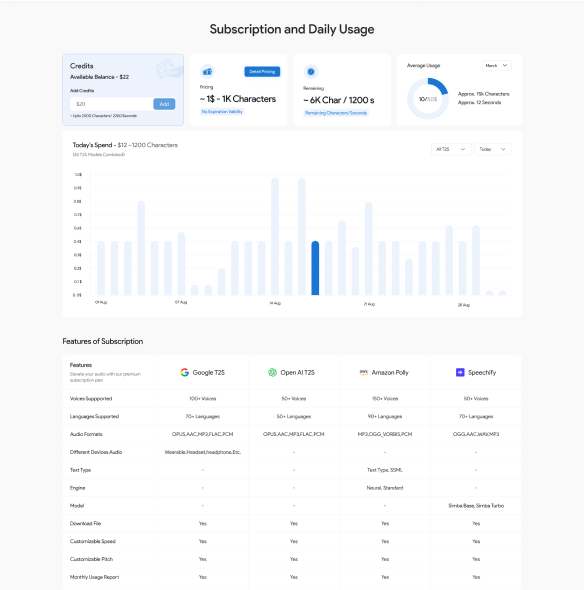 Subscription and Daily Usage
Credits
Available Balance - $22
Add Credits
$20
Add
~ Upto 2000 Characters/ 2200 Seconds
Detail Pricing
Pricing
~ 1$ - 1K Characters
No Expiration Validity
Remaining
~ 6K Char / 1200 s
Remaining Characters/Seconds
Average Usage
March
10/50$
Approx. 15k Characters
Approx. 12 Seconds
Today's Spend - $12 ~1200 Characters
(All T2S Models Combined)
All T2S
Today
1.0$
0.9$
0.8$
0.7$
0.6$
0.4$
0.3$
0.2$
0.1$
0.0$
01 Aug
07 Aug
14 Aug
21 Aug
28 Aug
Features of Subscription
Features
Elevate your audio with our premium
subscription plan
Google T2S
Open AI T2S
aws
Amazon Polly
Speechify
Voices Suppported
100+ Voices
50+ Voices
150+ Voices
50+ Voices
Languages Supported
70+ Languages
50+ Languages
90+ Languages
70+ Languages
Audio Formats
OPUS,AAC,MP3,FLAC,PCM
OPUS,AAC,MP3,FLAC,PCM
MP3,OGG_VORBIS,PCM
OGG,AAC,WAV,MP3
Different Devices Audio
Wearable,Headset,headphone,Etc.
-
-
-
Text Type
-
-
Text Type, SSML
-
Engine
-
-
Neural, Standard
-
Model
-
-
-
Simba Base, Simba Turbo
Download File
Yes
Yes
Yes
Yes
Customizable Speed
Yes
Yes
Yes
Yes
Customizable Pitch
Yes
Yes
Yes
Yes
Monthly Usage Report
Yes
Yes
Yes
Yes